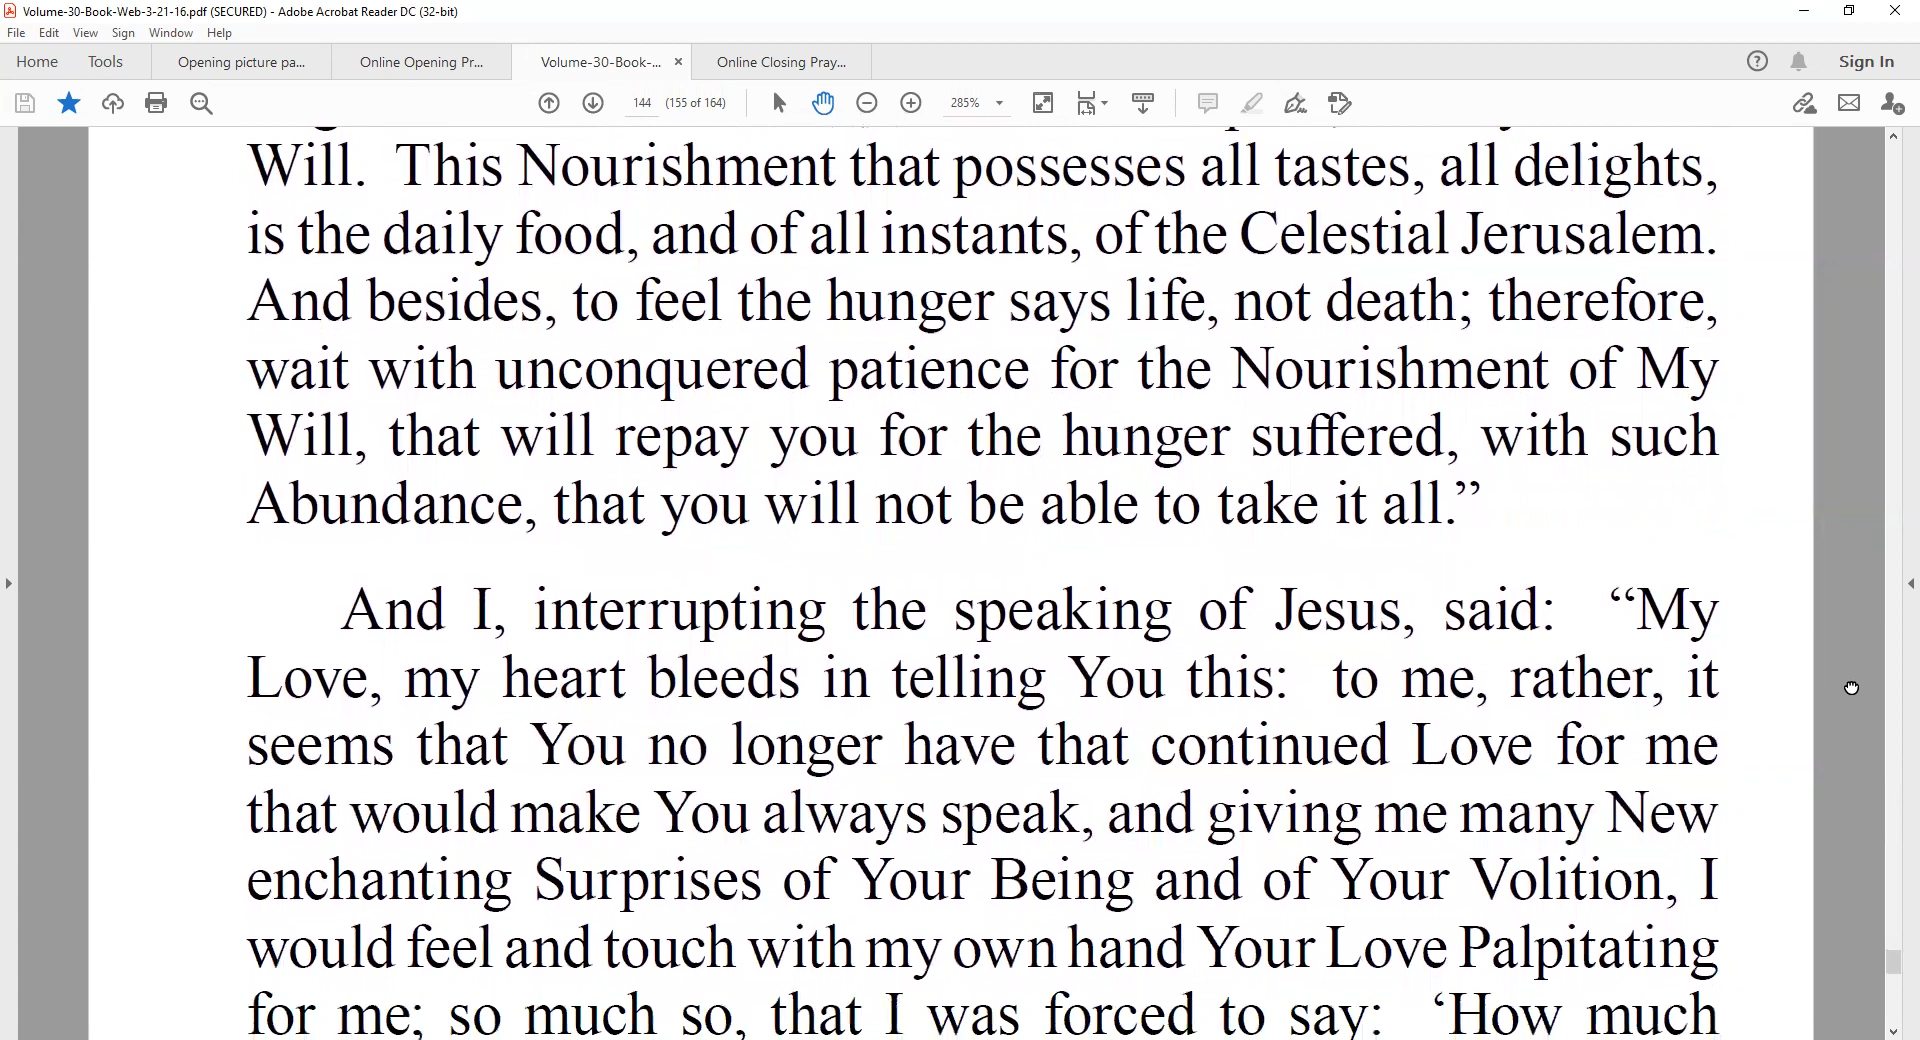 Volume-30-Book-Web-3-21-16.pdf (SECURED) - Adobe Acrobat Reader DC (32-bit)
File Edit View Sign Window Help
Home Tools Opening picture pa... Online Opening Pr... Volume-30-Book-... × Online Closing Pray... Sign In
144 (155 of 164) 285%
Will. This Nourishment that possesses all tastes, all delights,
is the daily food, and of all instants, of the Celestial Jerusalem.
And besides, to feel the hunger says life, not death; therefore,
wait with unconquered patience for the Nourishment of My
Will, that will repay you for the hunger suffered, with such
Abundance, that you will not be able to take it all.”
And I, interrupting the speaking of Jesus, said: “My
Love, my heart bleeds in telling You this: to me, rather, it
seems that You no longer have that continued Love for me
that would make You always speak, and giving me many New
enchanting Surprises of Your Being and of Your Volition, I
would feel and touch with my own hand Your Love Palpitating
for me; so much so, that I was forced to say: ‘How much